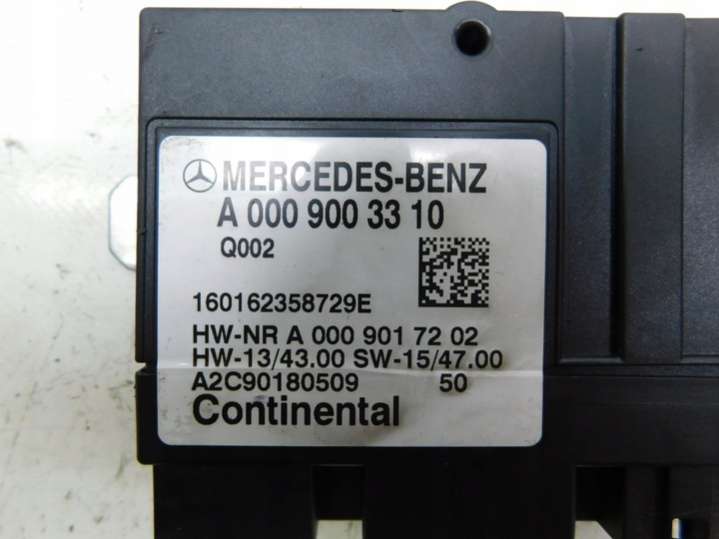 MERCEDES-BENZ
A 000 900 33 10
Q002
160162358729E
HW-NR A 000 901 72 02
HW-13/43.00 SW-15/47.00
A2C90180509 50
Continental